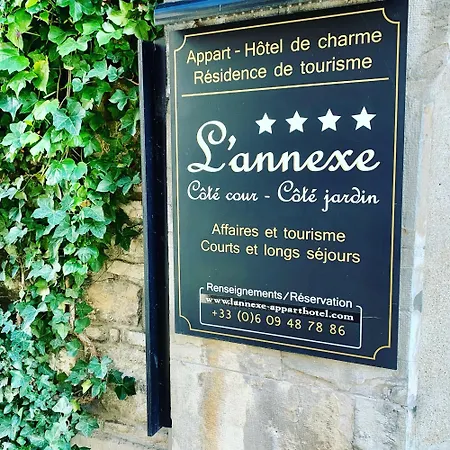 Appart - Hôtel de charme
Résidence de tourisme
L'annexe
Côté cour - Côté jardin
Affaires et tourisme
Courts et longs séjours
Renseignements/Réservation
www.lannexe-apparthotel.com
+33 (0)6 09 48 78 86